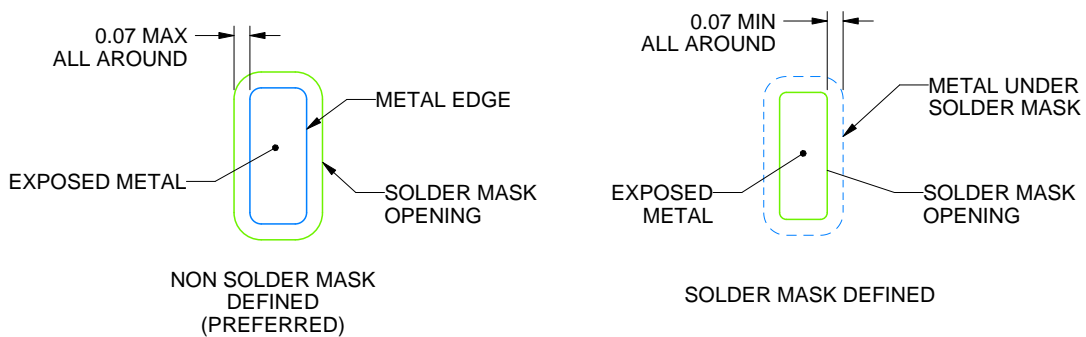 0.07 MAX
ALL AROUND
METAL EDGE
EXPOSED METAL
SOLDER MASK
OPENING
NON SOLDER MASK
DEFINED
(PREFERRED)
0.07 MIN
ALL AROUND
METAL UNDER
SOLDER MASK
EXPOSED
METAL
SOLDER MASK
OPENING
SOLDER MASK DEFINED